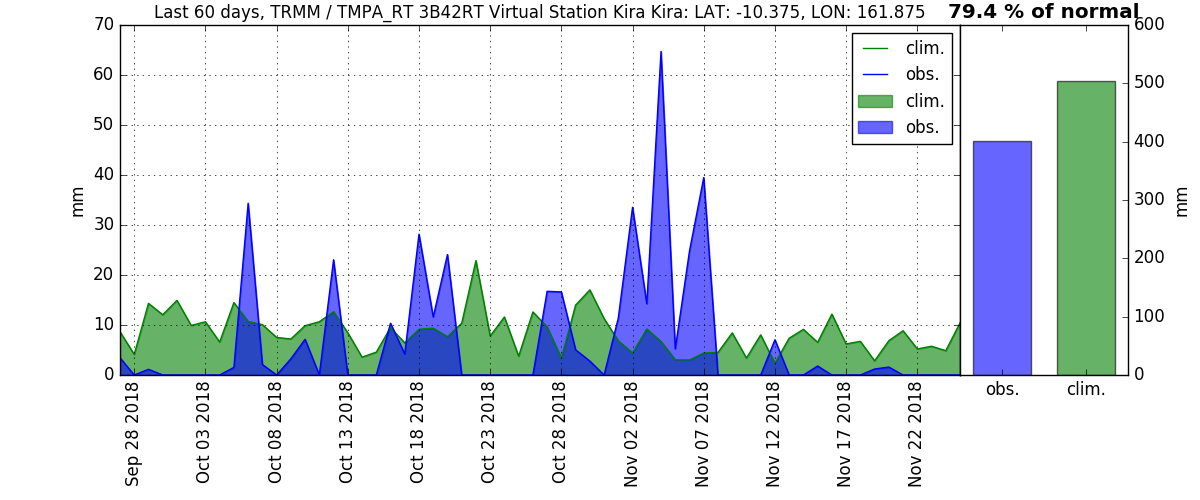 Last 60 days, TRMM / TMPA_RT 3B42RT Virtual Station Kira Kira: LAT: -10.375, LON: 161.875
79.4 % of normal
70
60
50
40
30
20
10
0
mm
clim.
obs.
clim.
obs.
600
500
400
300
200
100
0
mm
obs.
clim.
Sep 28 2018
Oct 03 2018
Oct 08 2018
Oct 13 2018
Oct 18 2018
Oct 23 2018
Oct 28 2018
Nov 02 2018
Nov 07 2018
Nov 12 2018
Nov 17 2018
Nov 22 2018